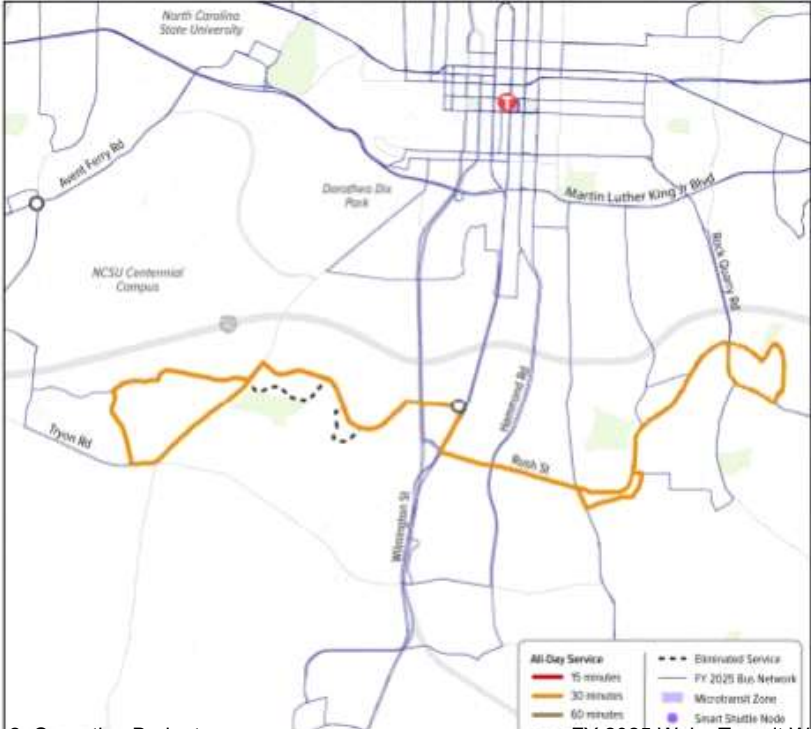 North Carolina
State University
T
Avent Ferry Rd
Dorothea Dix
Park
Martin Luther King Jr Blvd
Rock Quarry Rd
NCSU Centennial
Campus
Hammond Rd
Tryon Rd
Rush St
Wilmington St
All-Day Service
15 minutes
30 minutes
60 minutes
Eliminated Service
FY 2025 Bus Network
Microtransit Zone
Smart Shuttle Node